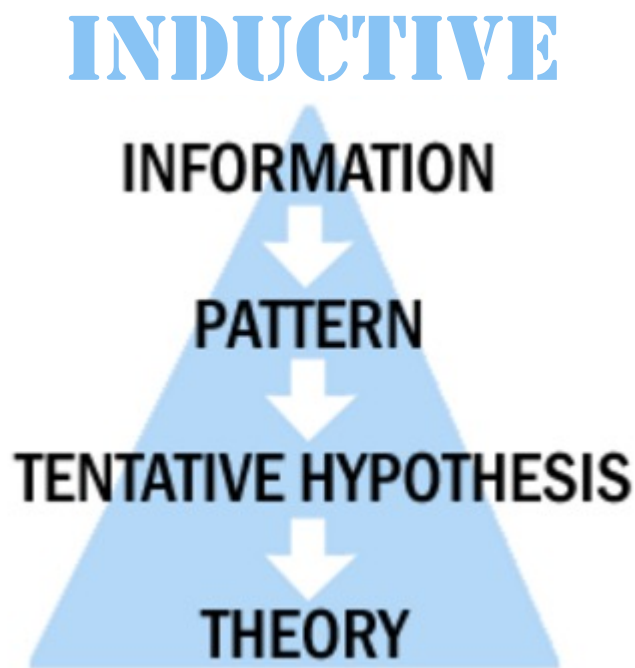 INDUCTIVE
INFORMATION
PATTERN
TENTATIVE HYPOTHESIS
THEORY